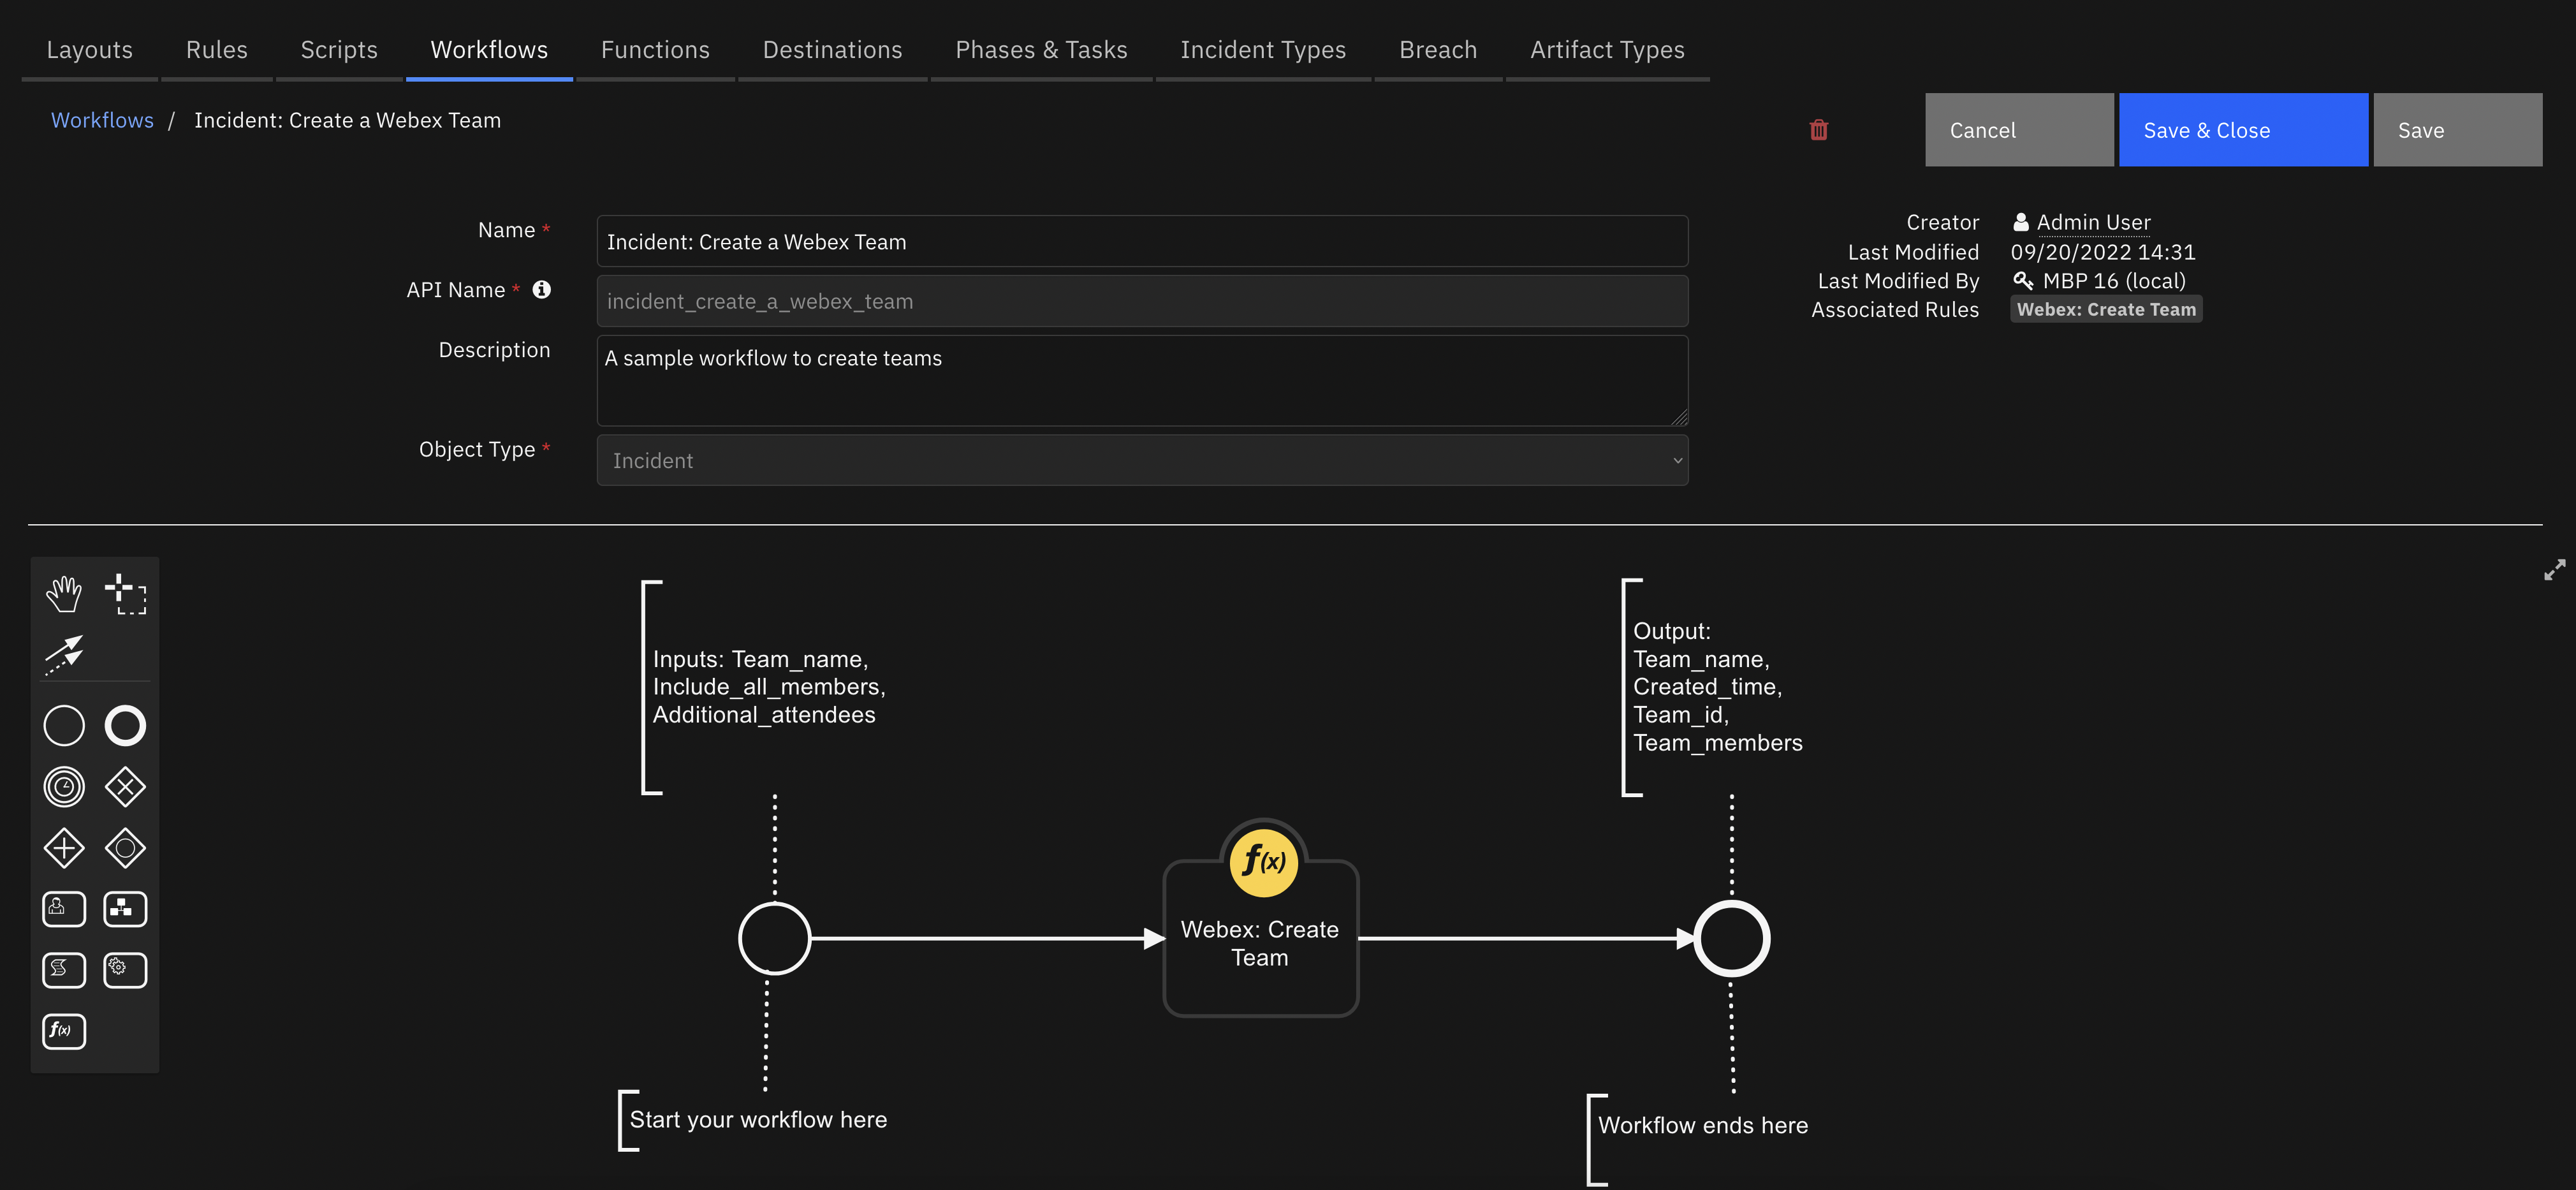 Layouts Rules Scripts Workflows Functions Destinations Phases & Tasks Incident Types Breach Artifact Types
Workflows / Incident: Create a Webex Team
Cancel Save & Close Save
Name * Incident: Create a Webex Team
API Name * incident_create_a_webex_team
Description A sample workflow to create teams
Object Type * Incident
Creator Admin User
Last Modified 09/20/2022 14:31
Last Modified By MBP 16 (local)
Associated Rules Webex: Create Team
Inputs: Team_name,
Include_all_members,
Additional_attendees
Output:
Team_name,
Created_time,
Team_id,
Team_members
f(x)
Webex: Create
Team
f(x)
Start your workflow here
Workflow ends here